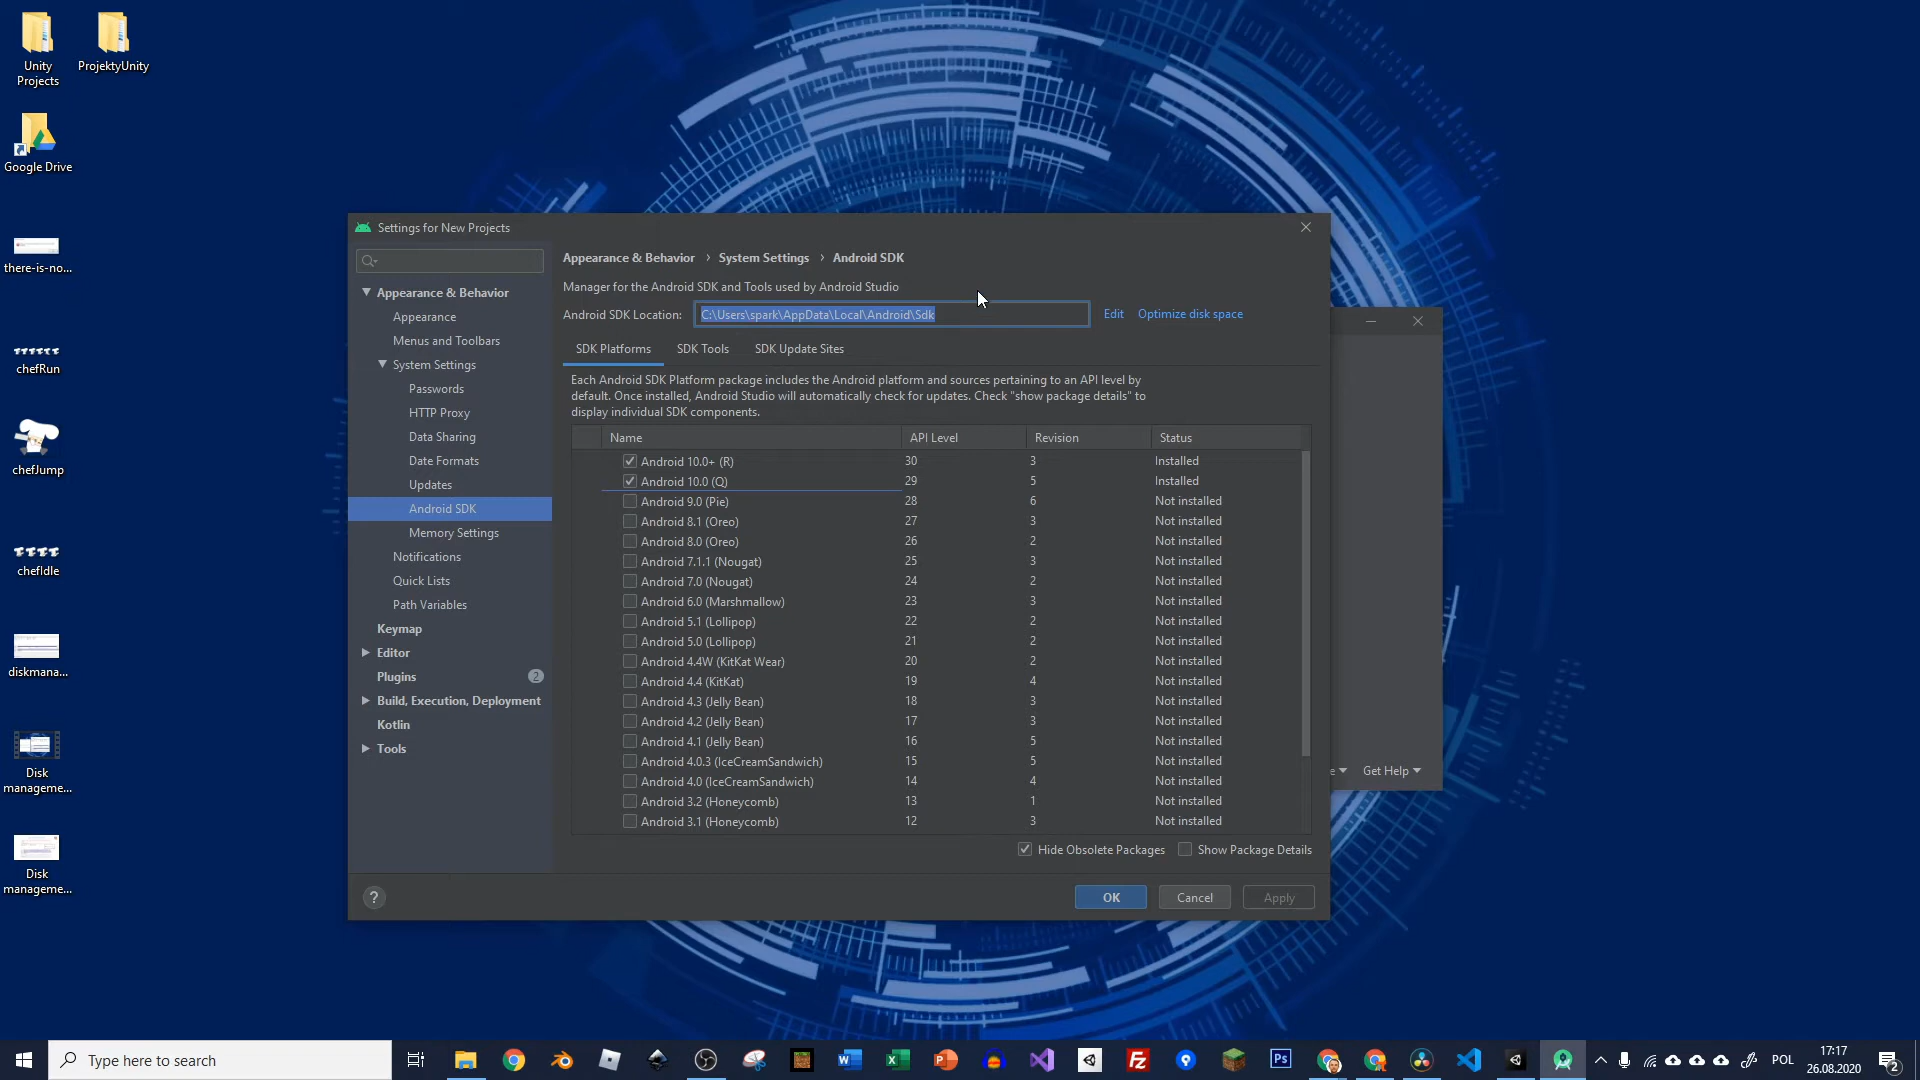 Unity
Projects
ProjektyUnity
Google Drive
there-is-no...
chefRun
chefJump
chefIdle
diskmana...
Disk
manageme...
Disk
manageme...
Settings for New Projects
Appearance & Behavior
Appearance
Menus and Toolbars
System Settings
Passwords
HTTP Proxy
Data Sharing
Date Formats
Updates
Android SDK
Memory Settings
Notifications
Quick Lists
Path Variables
Keymap
Editor
Plugins 2
Build, Execution, Deployment
Kotlin
Tools
Appearance & Behavior › System Settings › Android SDK
Manager for the Android SDK and Tools used by Android Studio
Android SDK Location: C:\Users\spark\AppData\Local\Android\Sdk Edit Optimize disk space
SDK Platforms SDK Tools SDK Update Sites
Each Android SDK Platform package includes the Android platform and sources pertaining to an API level by
default. Once installed, Android Studio will automatically check for updates. Check "show package details" to
display individual SDK components.
Name API Level Revision Status
Android 10.0+ (R) 30 3 Installed
Android 10.0 (Q) 29 5 Installed
Android 9.0 (Pie) 28 6 Not installed
Android 8.1 (Oreo) 27 3 Not installed
Android 8.0 (Oreo) 26 2 Not installed
Android 7.1.1 (Nougat) 25 3 Not installed
Android 7.0 (Nougat) 24 2 Not installed
Android 6.0 (Marshmallow) 23 3 Not installed
Android 5.1 (Lollipop) 22 2 Not installed
Android 5.0 (Lollipop) 21 2 Not installed
Android 4.4W (KitKat Wear) 20 2 Not installed
Android 4.4 (KitKat) 19 4 Not installed
Android 4.3 (Jelly Bean) 18 3 Not installed
Android 4.2 (Jelly Bean) 17 3 Not installed
Android 4.1 (Jelly Bean) 16 5 Not installed
Android 4.0.3 (IceCreamSandwich) 15 5 Not installed
Android 4.0 (IceCreamSandwich) 14 4 Not installed
Android 3.2 (Honeycomb) 13 1 Not installed
Android 3.1 (Honeycomb) 12 3 Not installed
Hide Obsolete Packages Show Package Details
? OK Cancel Apply
e Get Help
Type here to search
POL
17:17
26.08.2020
2